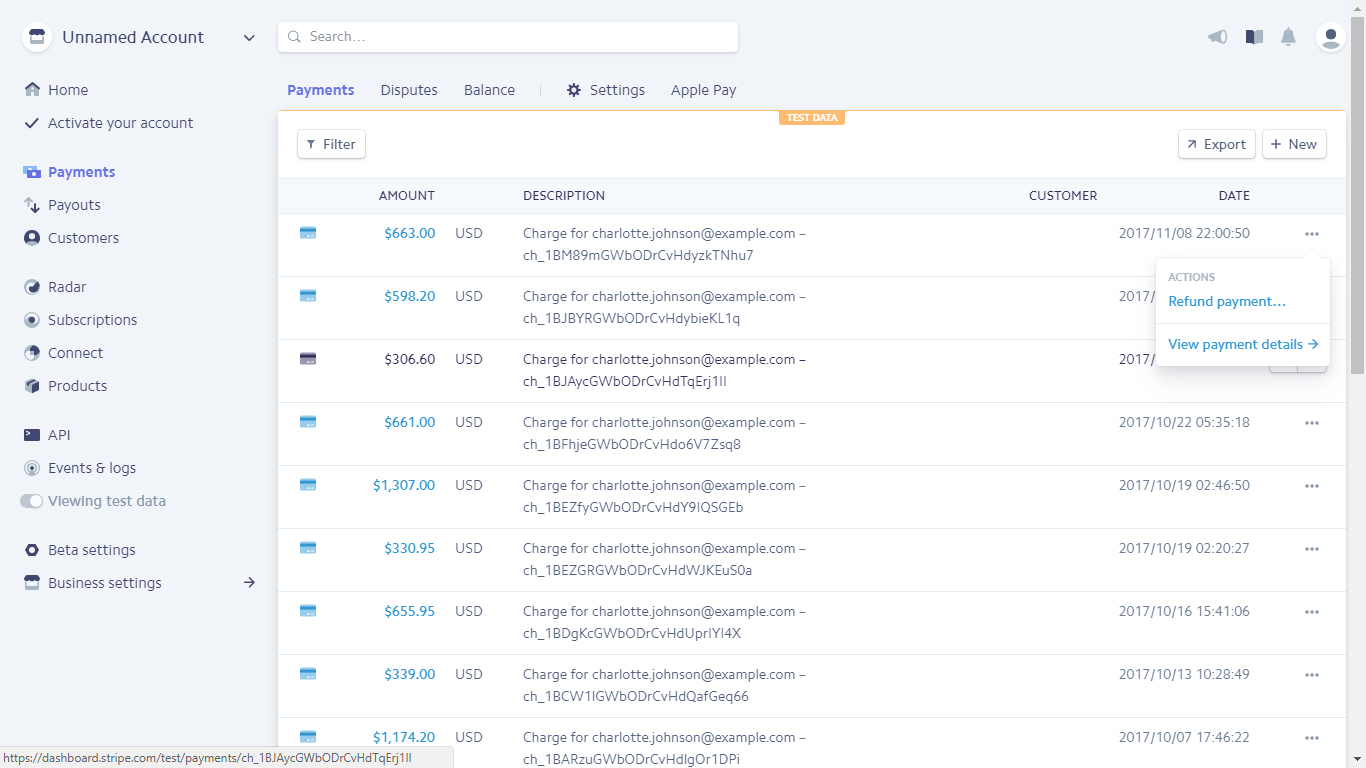 Unnamed Account
Search...
Home
Activate your account
Payments
Payouts
Customers
Radar
Subscriptions
Connect
Products
API
Events & logs
Viewing test data
Beta settings
Business settings
Payments Disputes Balance Settings Apple Pay
TEST DATA
Filter Export New
AMOUNT DESCRIPTION CUSTOMER DATE
$663.00 USD Charge for charlotte.johnson@example.com – 2017/11/08 22:00:50
ch_1BM89mGWbODrCvHdyzkTNhu7
ACTIONS
Refund payment...
View payment details
$598.20 USD Charge for charlotte.johnson@example.com – 2017/
ch_1BJBYRGWbODrCvHdybieKL1q
$306.60 USD Charge for charlotte.johnson@example.com – 2017/
ch_1BJAycGWbODrCvHdTqErj1Il
$661.00 USD Charge for charlotte.johnson@example.com – 2017/10/22 05:35:18
ch_1BFhjeGWbODrCvHdo6V7Zsq8
$1,307.00 USD Charge for charlotte.johnson@example.com – 2017/10/19 02:46:50
ch_1BEZfyGWbODrCvHdY9IQSGEb
$330.95 USD Charge for charlotte.johnson@example.com – 2017/10/19 02:20:27
ch_1BEZGRGWbODrCvHdWJKEuS0a
$655.95 USD Charge for charlotte.johnson@example.com – 2017/10/16 15:41:06
ch_1BDgKcGWbODrCvHdUprIYI4X
$339.00 USD Charge for charlotte.johnson@example.com – 2017/10/13 10:28:49
ch_1BCW1IGWbODrCvHdQafGeq66
$1,174.20 USD Charge for charlotte.johnson@example.com – 2017/10/07 17:46:22
ch_1BARzuGWbODrCvHdIgOr1DPi
https://dashboard.stripe.com/test/payments/ch_1BJAycGWbODrCvHdTqErj1Il